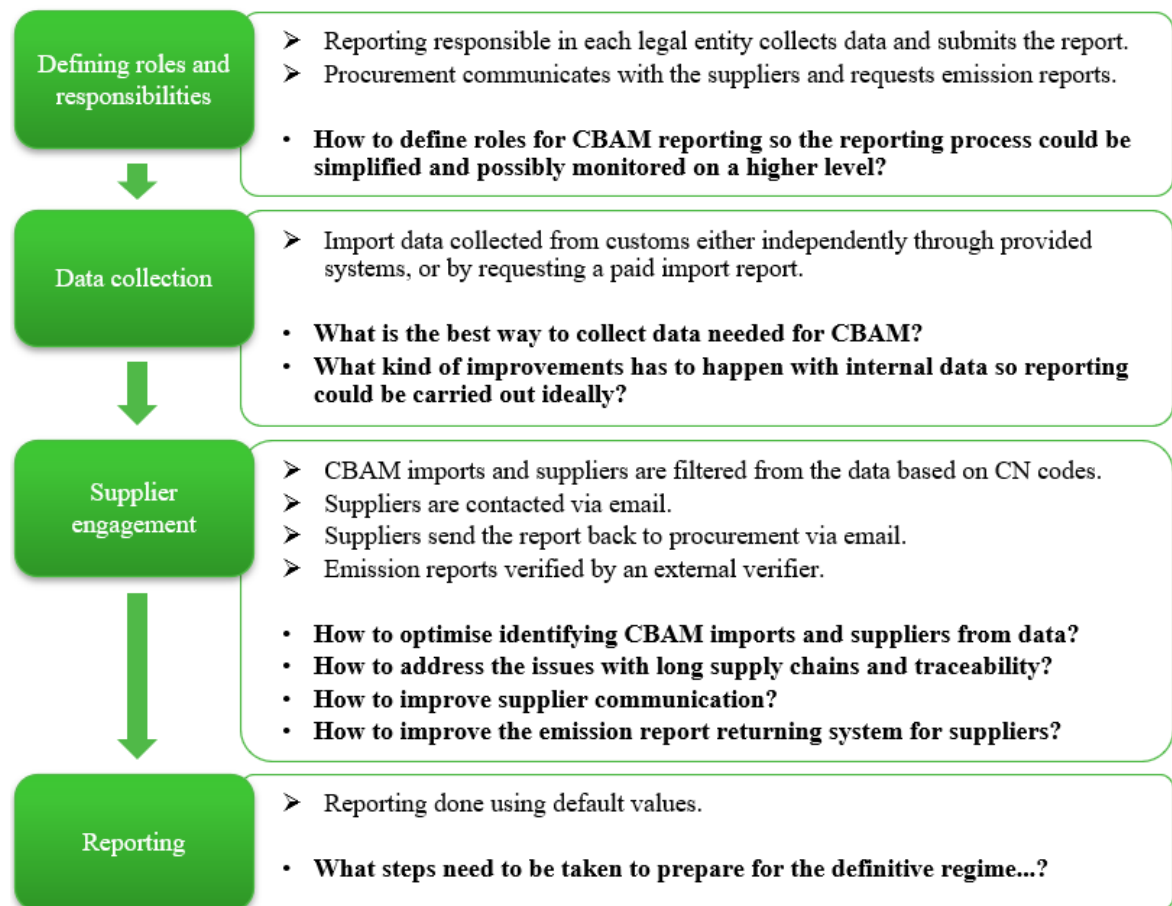 Defining roles and
responsibilities
➢ Reporting responsible in each legal entity collects data and submits the report.
➢ Procurement communicates with the suppliers and requests emission reports.
• How to define roles for CBAM reporting so the reporting process could be
simplified and possibly monitored on a higher level?
Data collection
➢ Import data collected from customs either independently through provided
systems, or by requesting a paid import report.
• What is the best way to collect data needed for CBAM?
• What kind of improvements has to happen with internal data so reporting
could be carried out ideally?
Supplier
engagement
➢ CBAM imports and suppliers are filtered from the data based on CN codes.
➢ Suppliers are contacted via email.
➢ Suppliers send the report back to procurement via email.
➢ Emission reports verified by an external verifier.
• How to optimise identifying CBAM imports and suppliers from data?
• How to address the issues with long supply chains and traceability?
• How to improve supplier communication?
• How to improve the emission report returning system for suppliers?
Reporting
➢ Reporting done using default values.
• What steps need to be taken to prepare for the definitive regime...?